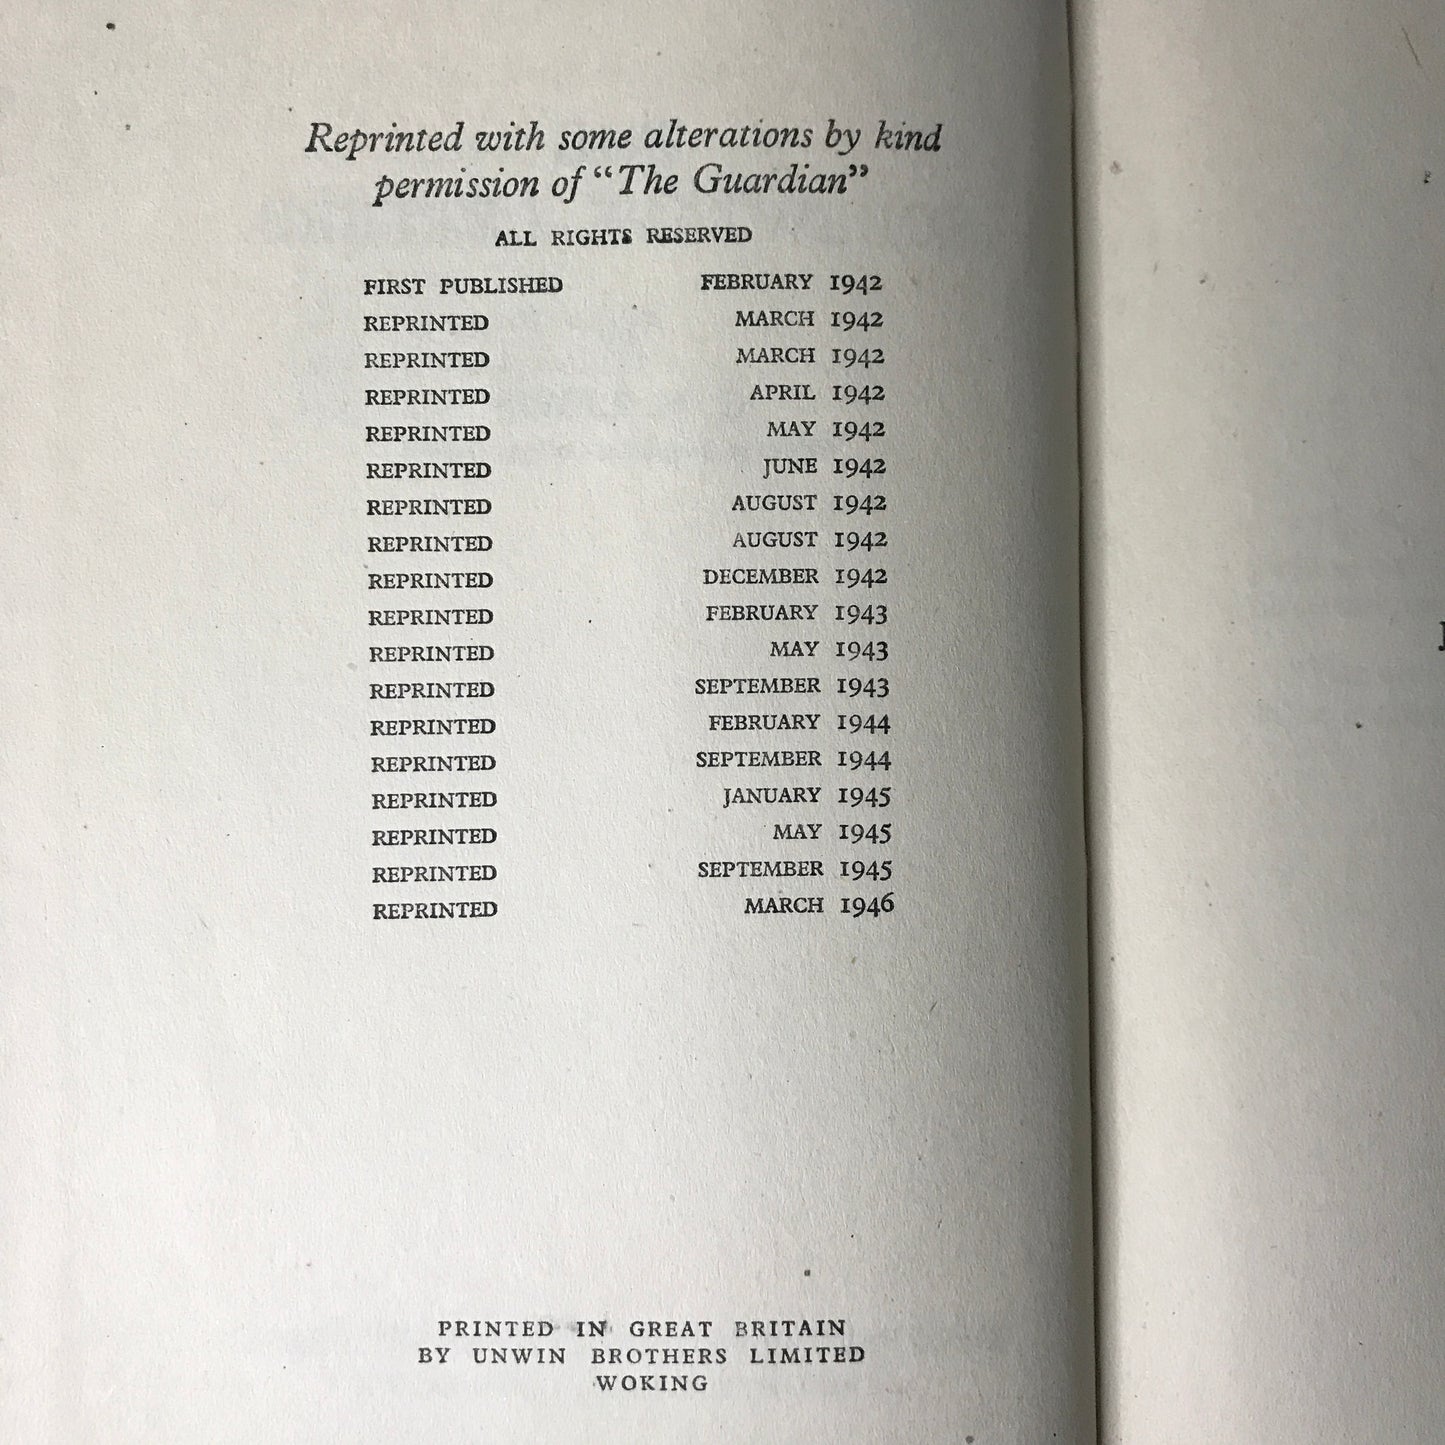 Reprinted with some alterations by kind
permission of “The Guardian”
ALL RIGHTS RESERVED
FIRST PUBLISHED FEBRUARY 1942
REPRINTED MARCH 1942
REPRINTED MARCH 1942
REPRINTED APRIL 1942
REPRINTED MAY 1942
REPRINTED JUNE 1942
REPRINTED AUGUST 1942
REPRINTED AUGUST 1942
REPRINTED DECEMBER 1942
REPRINTED FEBRUARY 1943
REPRINTED MAY 1943
REPRINTED SEPTEMBER 1943
REPRINTED FEBRUARY 1944
REPRINTED SEPTEMBER 1944
REPRINTED JANUARY 1945
REPRINTED MAY 1945
REPRINTED SEPTEMBER 1945
REPRINTED MARCH 1946
PRINTED IN GREAT BRITAIN
BY UNWIN BROTHERS LIMITED
WOKING